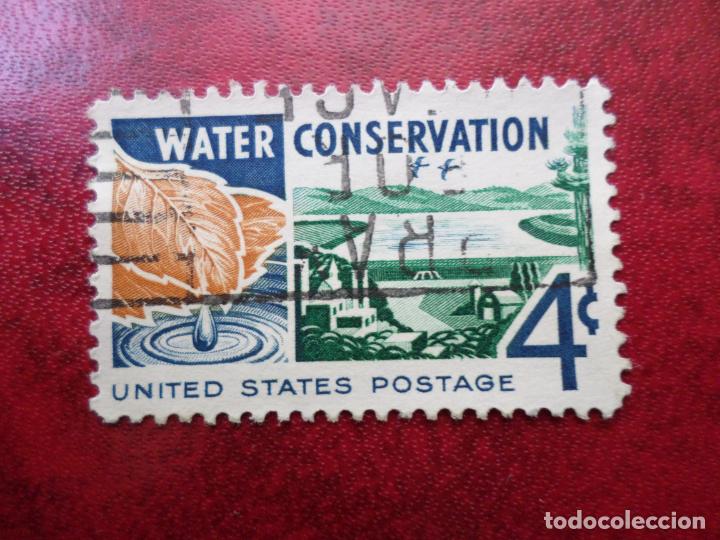 WATER CONSERVATION
4¢
UNITED STATES POSTAGE
todocoleccion